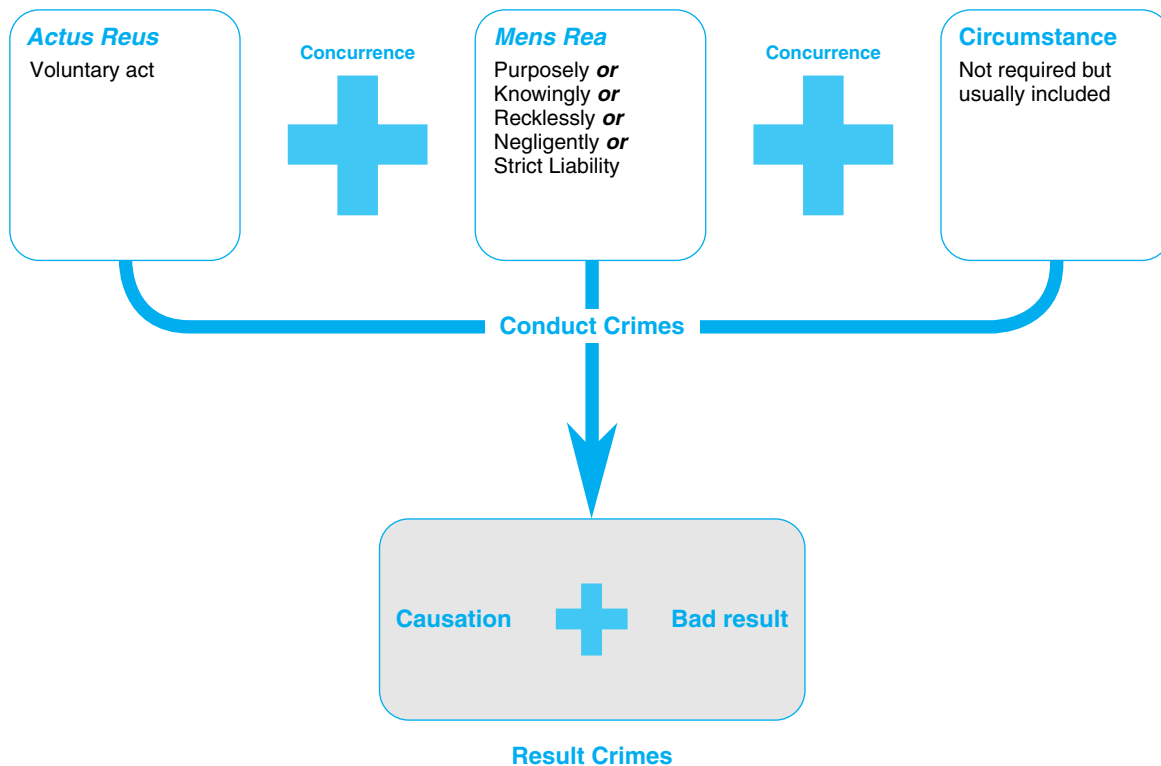 Actus Reus
Voluntary act
Concurrence
Mens Rea
Purposely or
Knowingly or
Recklessly or
Negligently or
Strict Liability
Concurrence
Circumstance
Not required but
usually included
Conduct Crimes
Causation
Bad result
Result Crimes